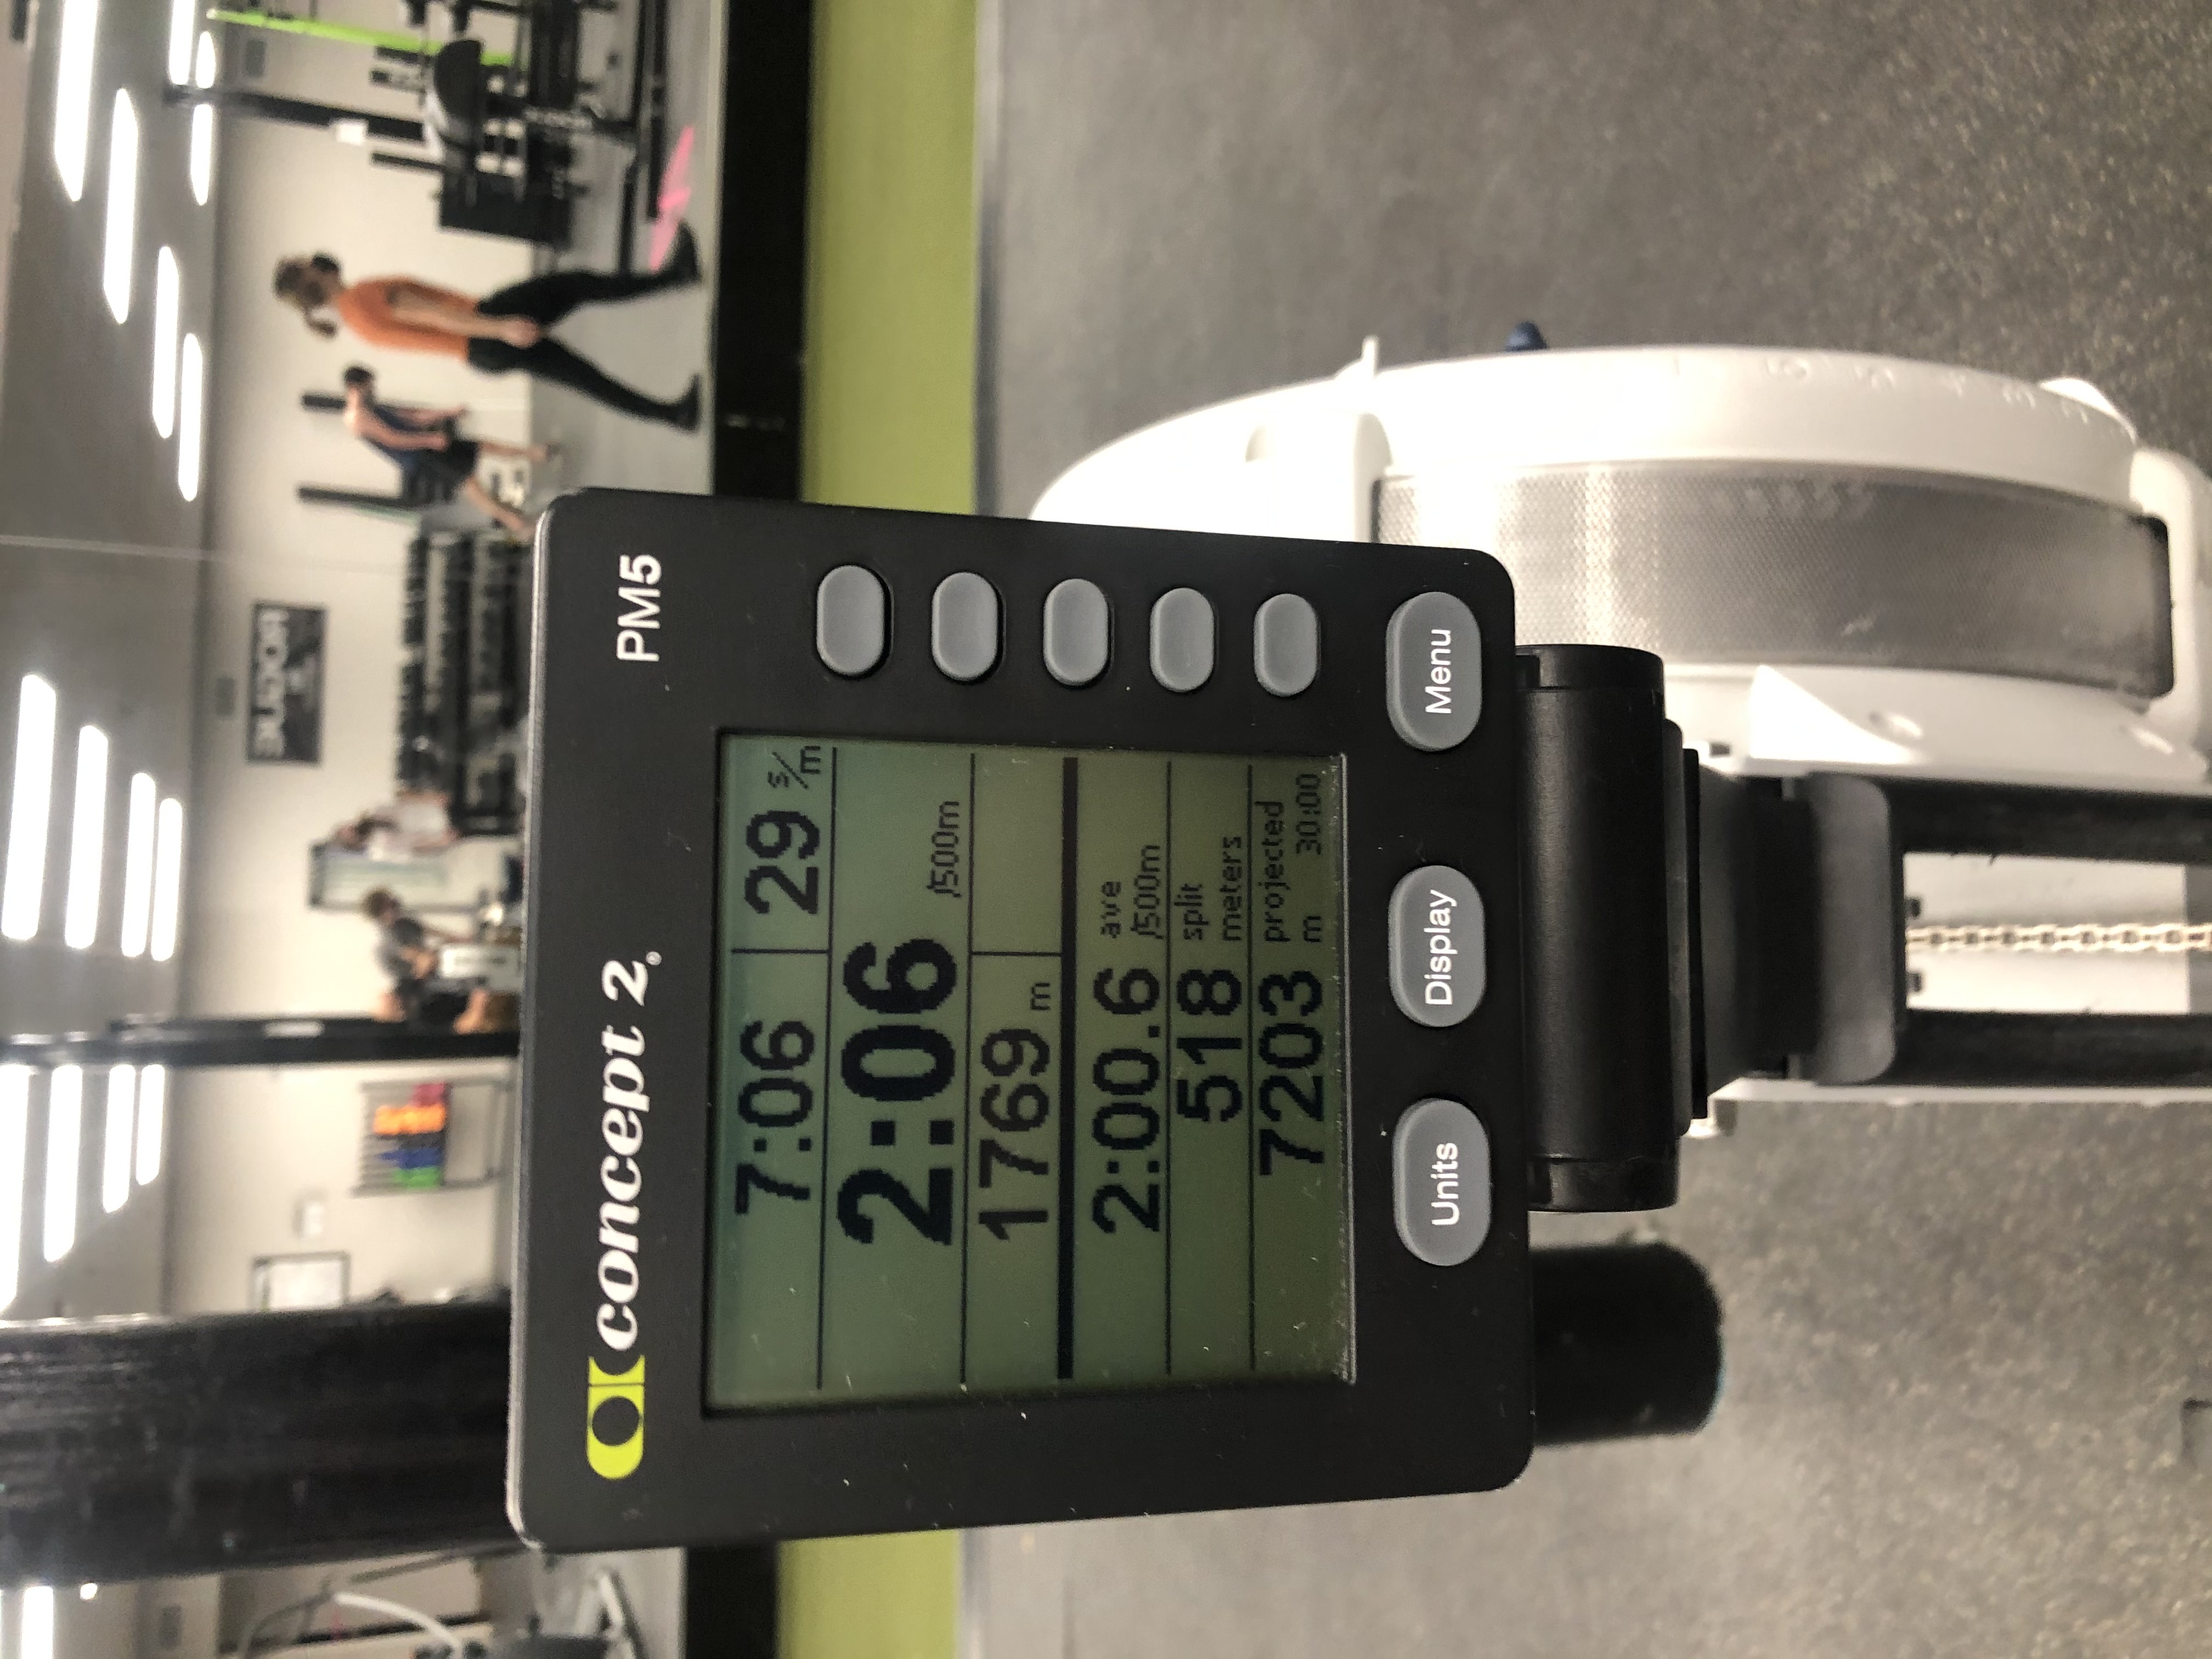 ROGUE
concept 2®
PM5
7:06 29 s/m
2:06 /500m
1769 m
2:00.6 ave /500m
518 split meters
7203 projected m 30:00
Units Display Menu